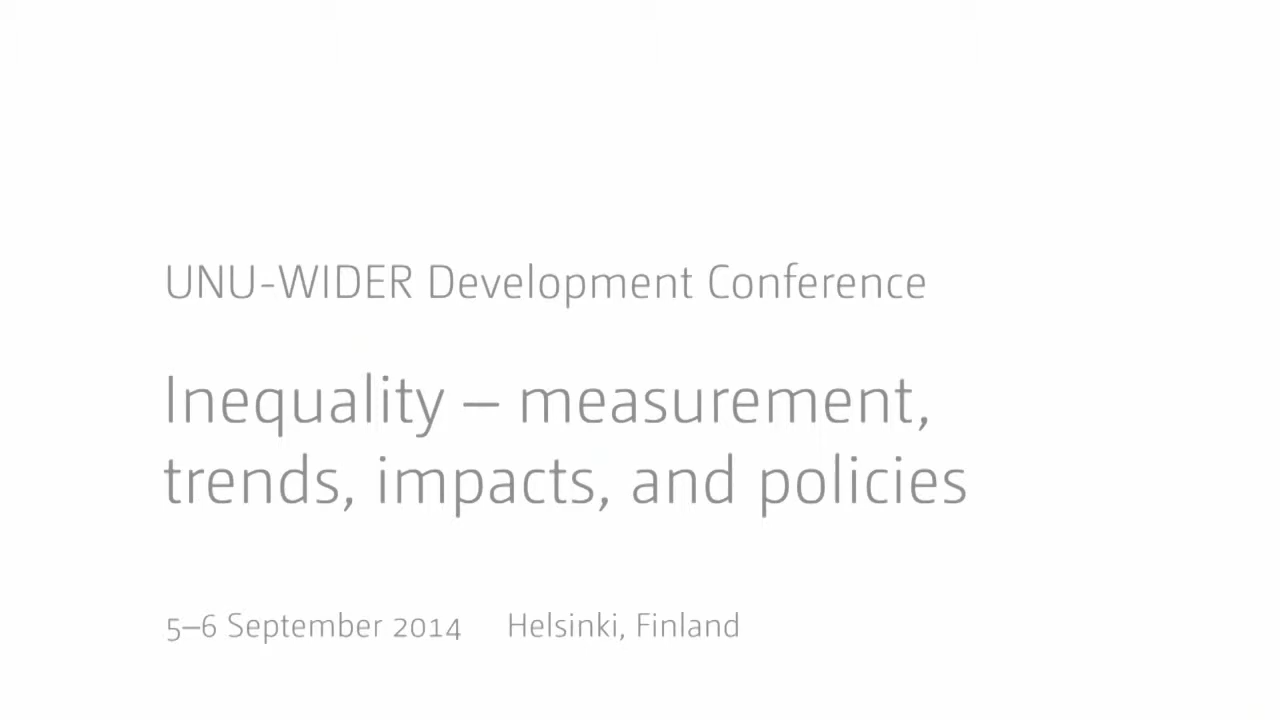 UNU-WIDER Development Conference
Inequality – measurement,
trends, impacts, and policies
5–6 September 2014 Helsinki, Finland